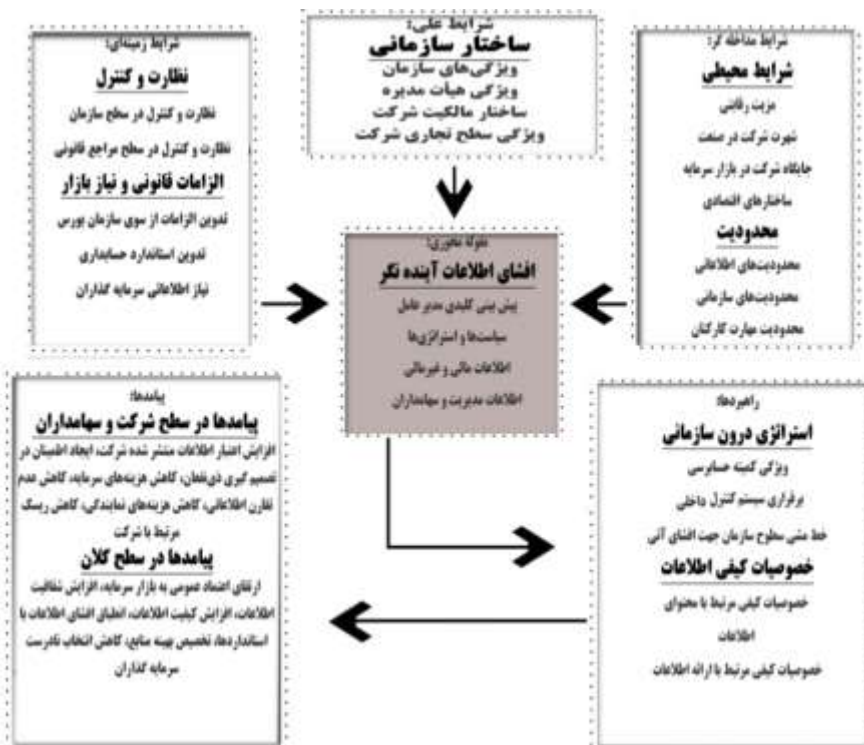 شرایط علی:
ساختار سازمانی
ویژگی‌های سازمان
ویژگی هیأت مدیره
ساختار مالکیت شرکت
ویژگی سطح تجاری شرکت
شرایط مداخله گر:
شرایط محیطی
مزیت رقابتی
شهرت شرکت در صنعت
جایگاه شرکت در بازار سرمایه
ساختارهای اقتصادی
محدودیت
محدودیت‌های اطلاعاتی
محدودیت‌های سازمانی
محدودیت مهارت کارکنان
شرایط زمینه‌ای:
نظارت و کنترل
نظارت و کنترل در سطح سازمان
نظارت و کنترل در سطح مراجع قانونی
الزامات قانونی و نیاز بازار
تدوین الزامات از سوی سازمان بورس
تدوین استاندارد حسابداری
نیاز اطلاعاتی سرمایه گذاران
مقوله محوری:
افشای اطلاعات آینده نگر
پیش بینی کلیدی مدیر عامل
سیاست‌ها و استراتژی‌ها
اطلاعات مالی و غیرمالی
اطلاعات مدیریت و سهامداران
راهبردها:
استراتژی درون سازمانی
ویژگی کمیته حسابرسی
برقراری سیستم کنترل داخلی
خط مشی سطوح سازمان جهت افشای آتی
خصوصیات کیفی اطلاعات
خصوصیات کیفی مرتبط با محتوای
اطلاعات
خصوصیات کیفی مرتبط با ارائه اطلاعات
پیامدها:
پیامدها در سطح شرکت و سهامداران
افزایش اعتبار اطلاعات منتشر شده شرکت، ایجاد اطمینان در
تصمیم گیری ذی‌نفعان، کاهش هزینه‌های سرمایه، کاهش عدم
تقارن اطلاعاتی، کاهش هزینه‌های نمایندگی، کاهش ریسک
مرتبط با شرکت
پیامدها در سطح کلان
ارتقای اعتماد عمومی به بازار سرمایه، افزایش شفافیت
اطلاعات، افزایش کیفیت اطلاعات، انطباق افشای اطلاعات با
استانداردها، تخصیص بهینه منابع، کاهش انتخاب نادرست
سرمایه گذاران